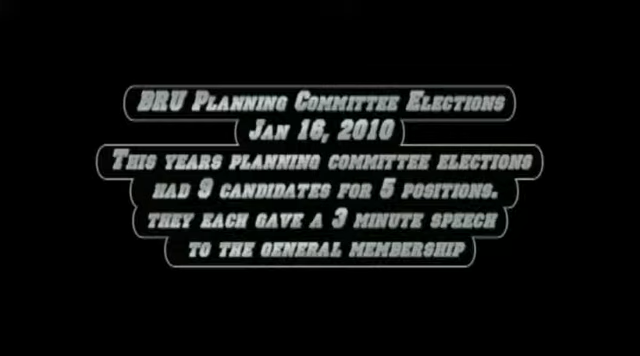 BRU Planning Committee Elections
Jan 16, 2010
This years planning committee elections
had 9 candidates for 5 positions.
they each gave a 3 minute speech
to the general membership